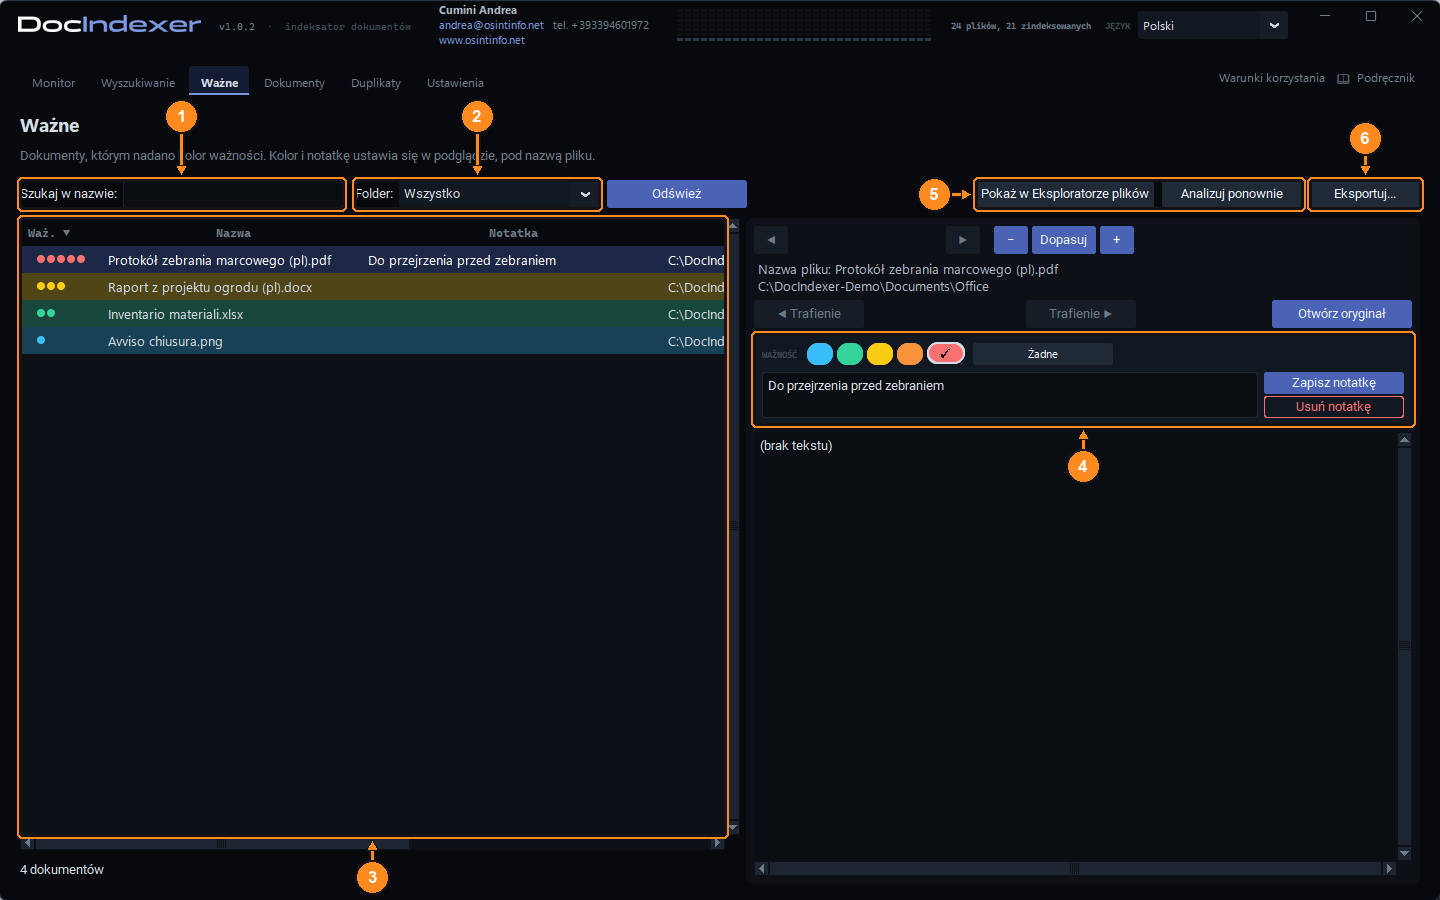 DocIndexer v1.0.2 · indeksator dokumentów
Cumini Andrea
andrea@osintinfo.net tel. +393394601972
www.osintinfo.net
24 plików, 21 zindeksowanych JĘZYK Polski
Monitor Wyszukiwanie Ważne Dokumenty Duplikaty Ustawienia
Warunki korzystania Podręcznik
1 2 6
Ważne
Dokumenty, którym nadano kolor ważności. Kolor i notatkę ustawia się w podglądzie, pod nazwą pliku.
Szukaj w nazwie: Folder: Wszystko Odśwież 5 Pokaż w Eksploratorze plików Analizuj ponownie Eksportuj...
Waż. ▼ Nazwa Notatka
Protokół zebrania marcowego (pl).pdf Do przejrzenia przed zebraniem C:\DocInd
Raport z projektu ogrodu (pl).docx C:\DocInd
Inventario materiali.xlsx C:\DocInd
Avviso chiusura.png C:\DocInd
◀ ▶ − Dopasuj +
Nazwa pliku: Protokół zebrania marcowego (pl).pdf
C:\DocIndexer-Demo\Documents\Office
◀ Trafienie Trafienie ▶ Otwórz oryginał
WAŻNOŚĆ ✓ Żadne
Do przejrzenia przed zebraniem Zapisz notatkę
Usuń notatkę
(brak tekstu)
4
4 dokumentów
3